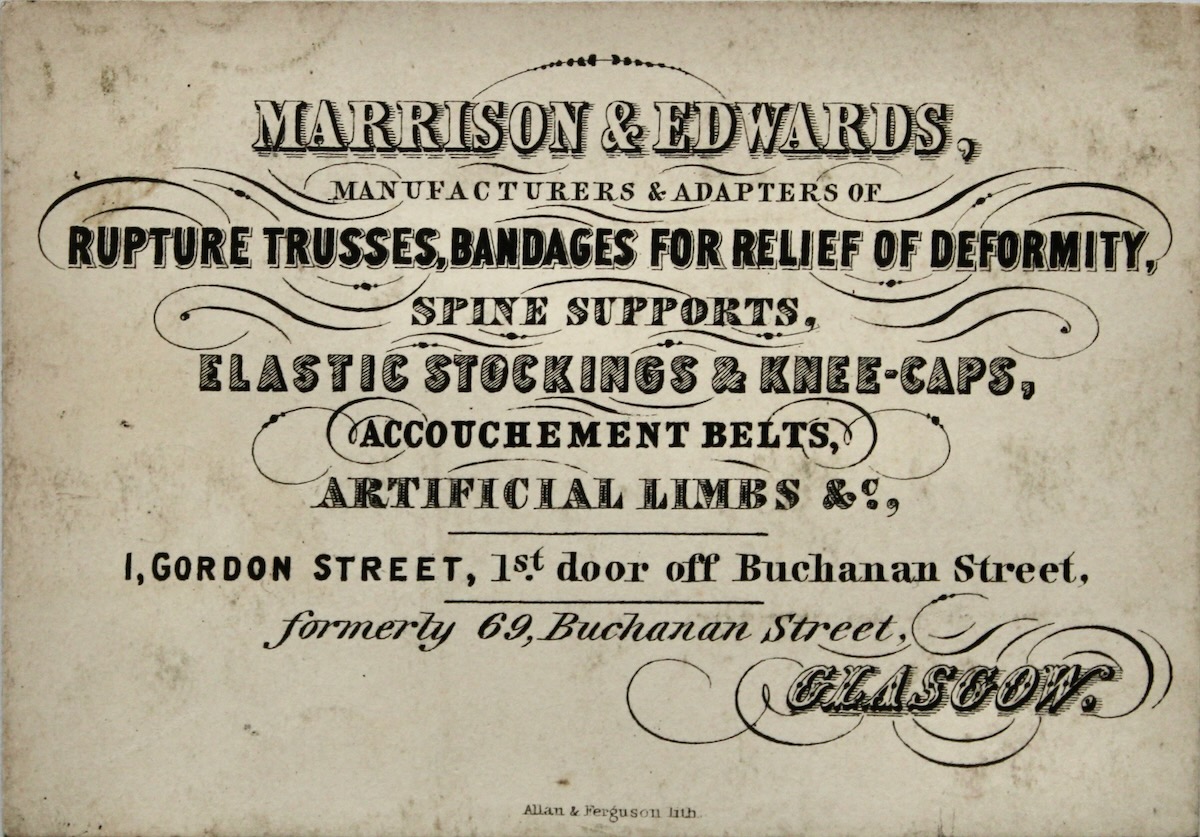 MARRISON & EDWARDS,
MANUFACTURERS & ADAPTERS OF
RUPTURE TRUSSES, BANDAGES FOR RELIEF OF DEFORMITY,
SPINE SUPPORTS,
ELASTIC STOCKINGS & KNEE-CAPS,
ACCOUCHEMENT BELTS,
ARTIFICIAL LIMBS &c.,
1, GORDON STREET, 1st. door off Buchanan Street,
formerly 69, Buchanan Street,
GLASGOW.
Allan & Ferguson lith.